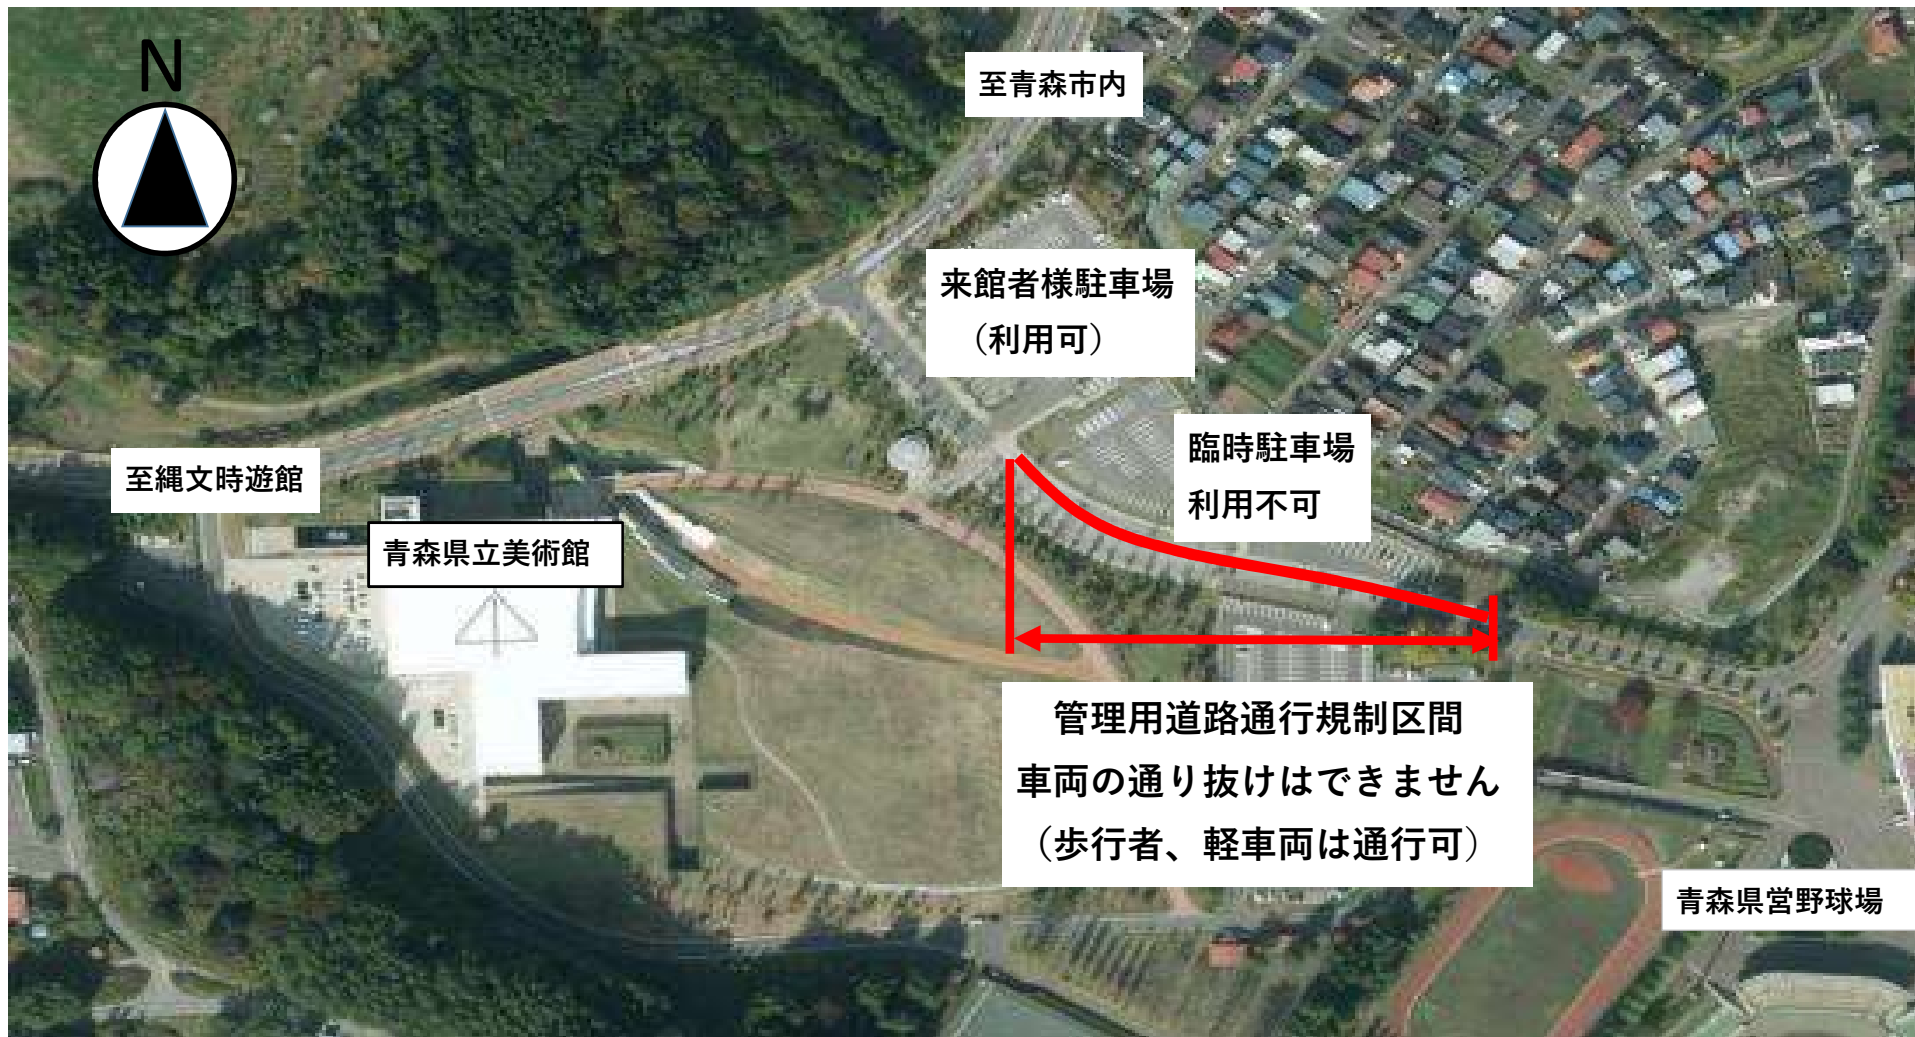 N
至青森市内
来館者様駐車場
（利用可）
臨時駐車場
利用不可
至縄文時遊館
青森県立美術館
管理用道路通行規制区間
車両の通り抜けはできません
（歩行者、軽車両は通行可）
青森県営野球場